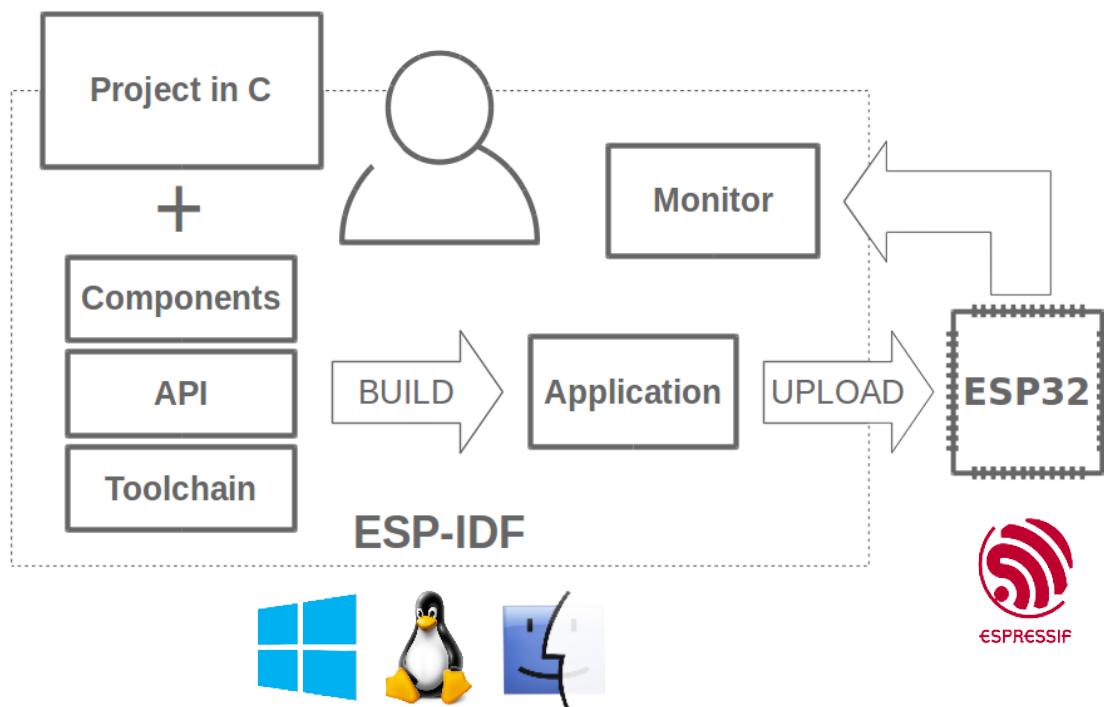 Project in C
+
Components
API
Toolchain
BUILD
Application
UPLOAD
Monitor
ESP32
ESP-IDF
ESPRESSIF